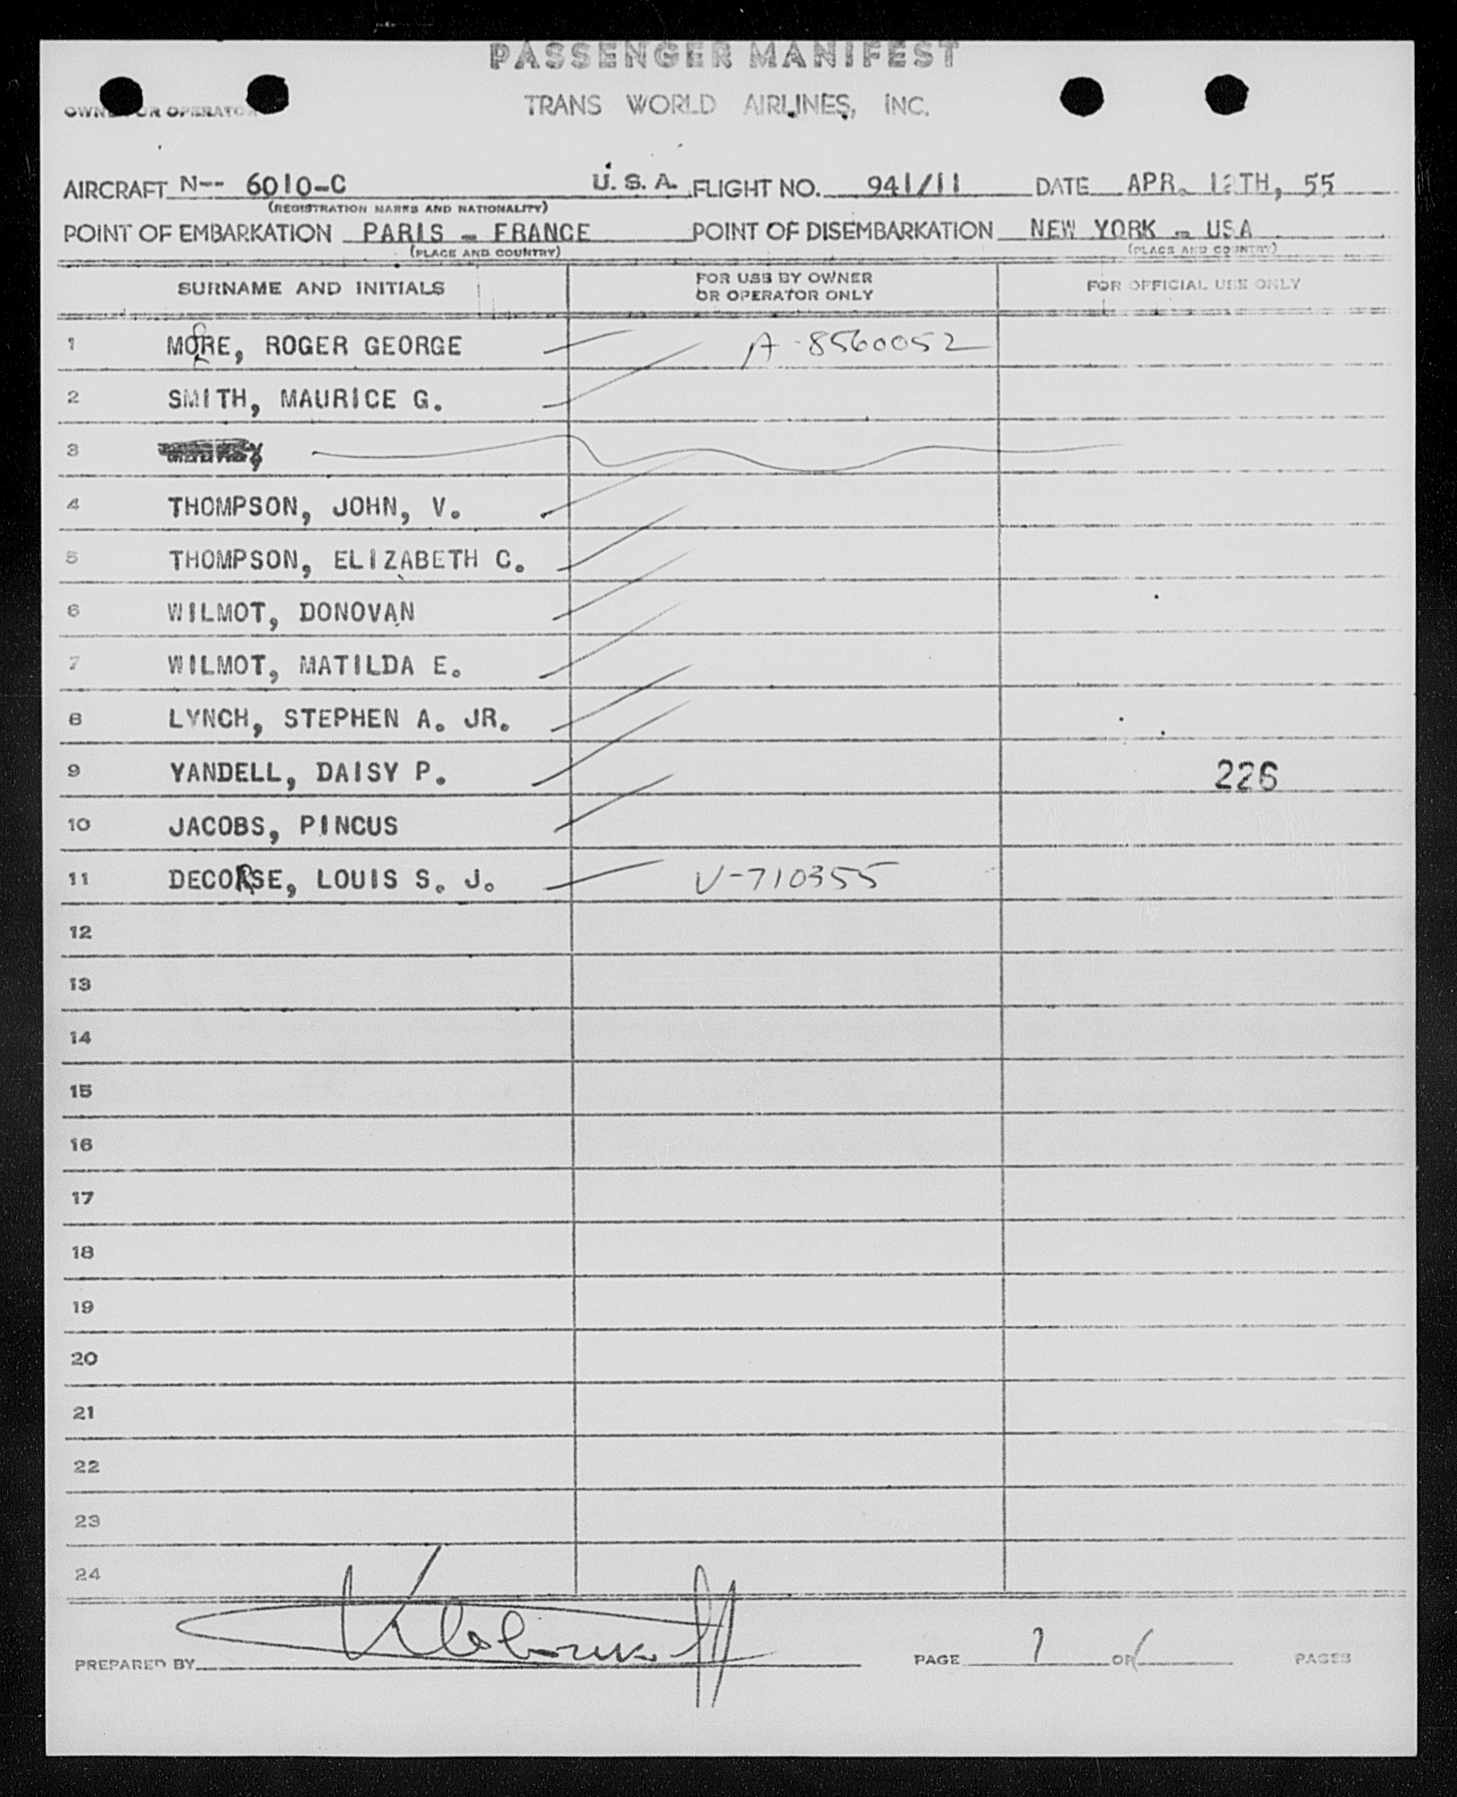 PASSENGER MANIFEST
OWNER OR OPERATOR TRANS WORLD AIRLINES, INC.
AIRCRAFT N-- 6010-C U.S.A. FLIGHT NO. 941/11 DATE APR. 12TH, 55
(REGISTRATION MARKS AND NATIONALITY)
POINT OF EMBARKATION PARIS - FRANCE POINT OF DISEMBARKATION NEW YORK - USA
(PLACE AND COUNTRY) (PLACE AND COUNTRY)
SURNAME AND INITIALS FOR USE BY OWNER OR OPERATOR ONLY FOR OFFICIAL USE ONLY
1 MORE, ROGER GEORGE A-8560052
2 SMITH, MAURICE G.
3
4 THOMPSON, JOHN, V.
5 THOMPSON, ELIZABETH C.
6 WILMOT, DONOVAN
7 WILMOT, MATILDA E.
8 LYNCH, STEPHEN A. JR.
9 YANDELL, DAISY P. 226
10 JACOBS, PINCUS
11 DECORSE, LOUIS S. J. V-710355
12
13
14
15
16
17
18
19
20
21
22
23
24
PREPARED BY PAGE 1 OF 1 PAGES